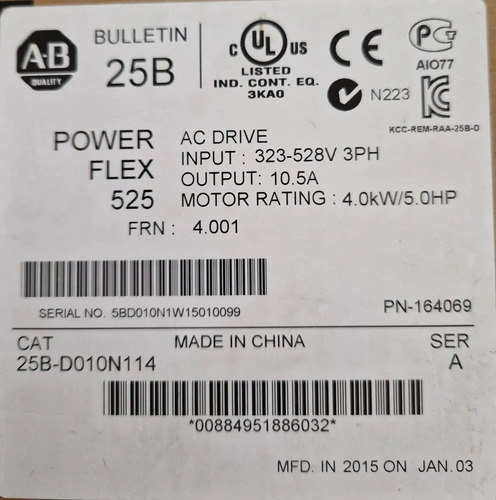 A-B
QUALITY
BULLETIN
25B
C UL US
LISTED
IND. CONT. EQ.
3KA0
CE
PG
AIO77
N223
KC
KCC-REM-RAA-25B-D
POWER
FLEX
525
AC DRIVE
INPUT : 323-528V 3PH
OUTPUT: 10.5A
MOTOR RATING : 4.0kW/5.0HP
FRN : 4.001
SERIAL NO. 5BD010N1W15010099
PN-164069
CAT
25B-D010N114
MADE IN CHINA
SER
A
*00884951886032*
MFD. IN 2015 ON JAN. 03